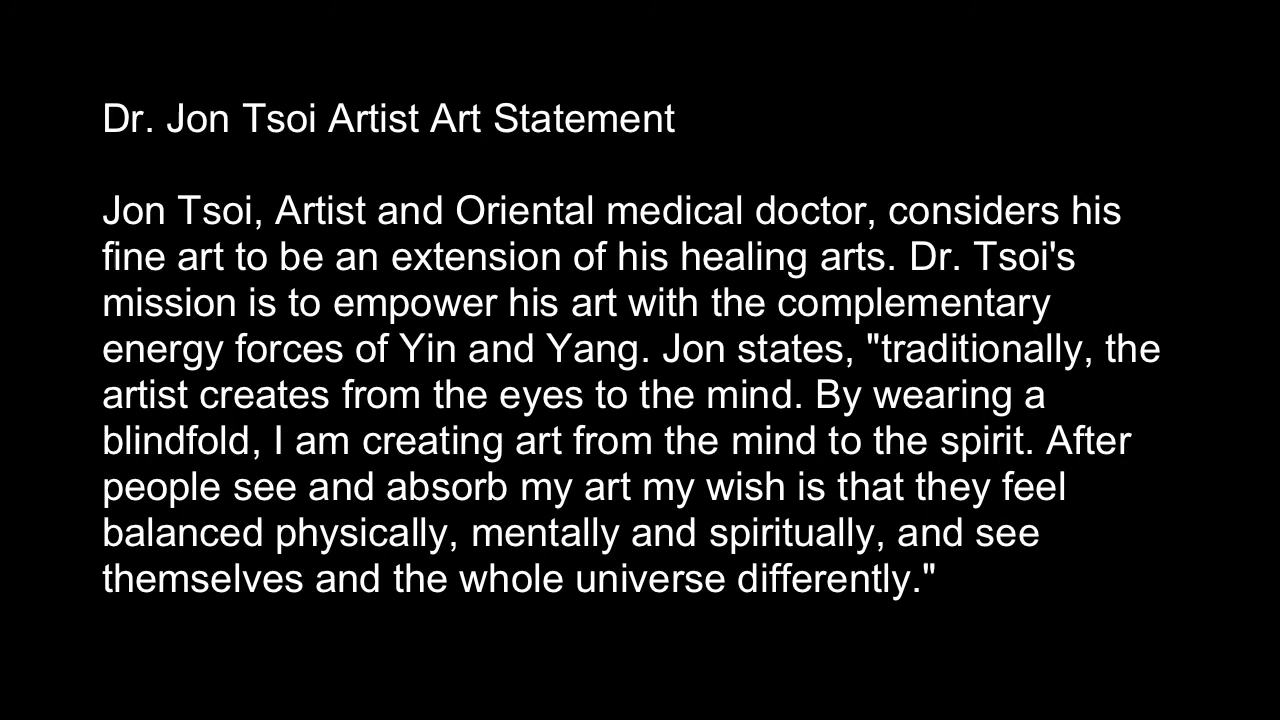 Dr. Jon Tsoi Artist Art Statement
Jon Tsoi, Artist and Oriental medical doctor, considers his
fine art to be an extension of his healing arts. Dr. Tsoi's
mission is to empower his art with the complementary
energy forces of Yin and Yang. Jon states, "traditionally, the
artist creates from the eyes to the mind. By wearing a
blindfold, I am creating art from the mind to the spirit. After
people see and absorb my art my wish is that they feel
balanced physically, mentally and spiritually, and see
themselves and the whole universe differently."